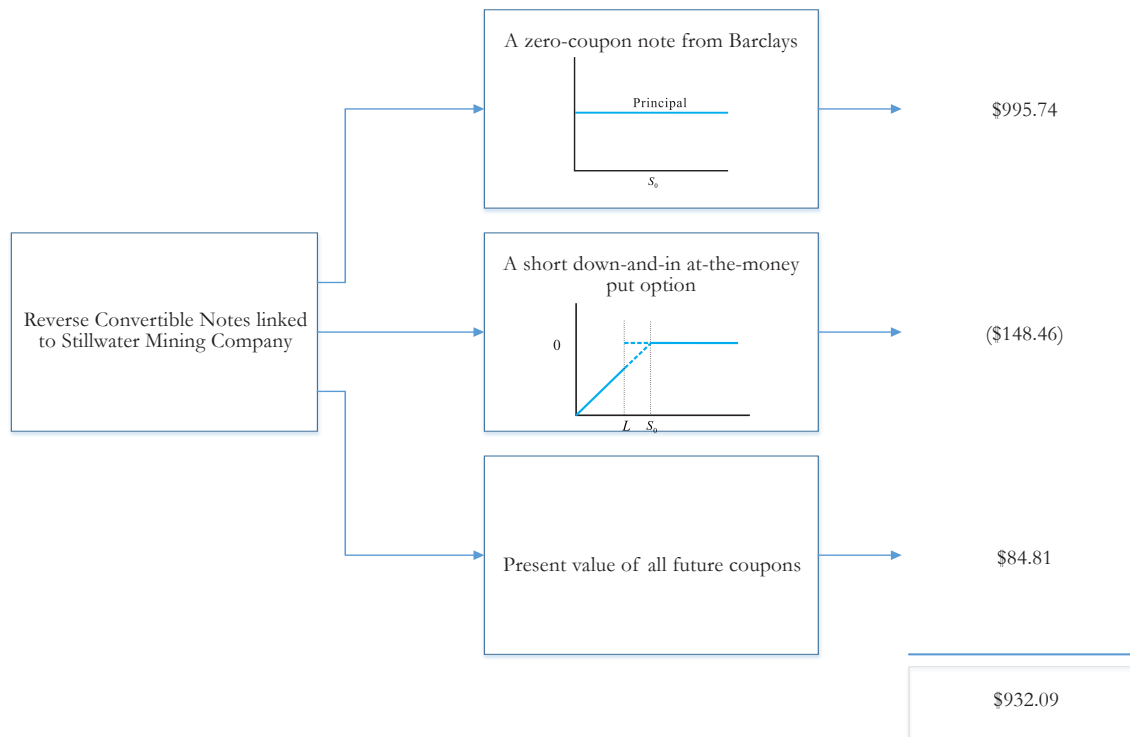 A zero-coupon note from Barclays
Principal
S₀
$995.74
Reverse Convertible Notes linked
to Stillwater Mining Company
A short down-and-in at-the-money
put option
0
L S₀
($148.46)
Present value of all future coupons
$84.81
$932.09